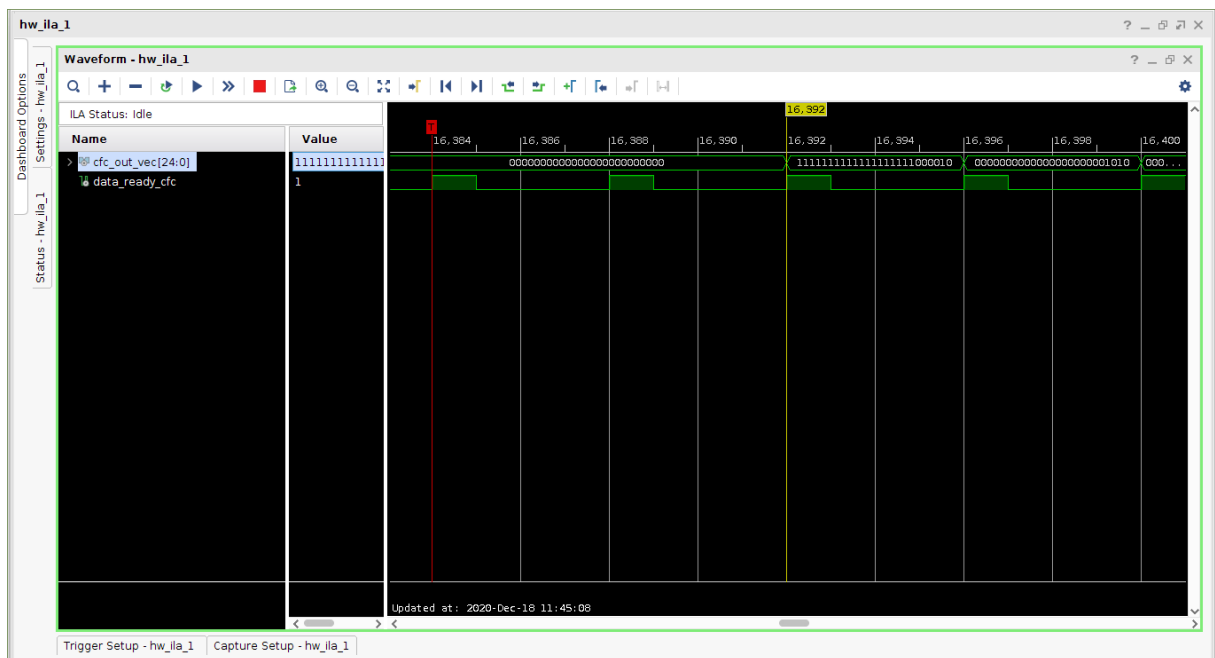 hw_ila_1
Dashboard Options
Settings - hw_ila_1
Status - hw_ila_1
Waveform - hw_ila_1
ILA Status: Idle
Name
Value
cfc_out_vec[24:0]
1111111111111
data_ready_cfc
1
16,392
T
16,384 16,386 16,388 16,390 16,392 16,394 16,396 16,398 16,400
0000000000000000000000000 1111111111111111111000010 0000000000000000000001010 000...
Updated at: 2020-Dec-18 11:45:08
Trigger Setup - hw_ila_1 Capture Setup - hw_ila_1